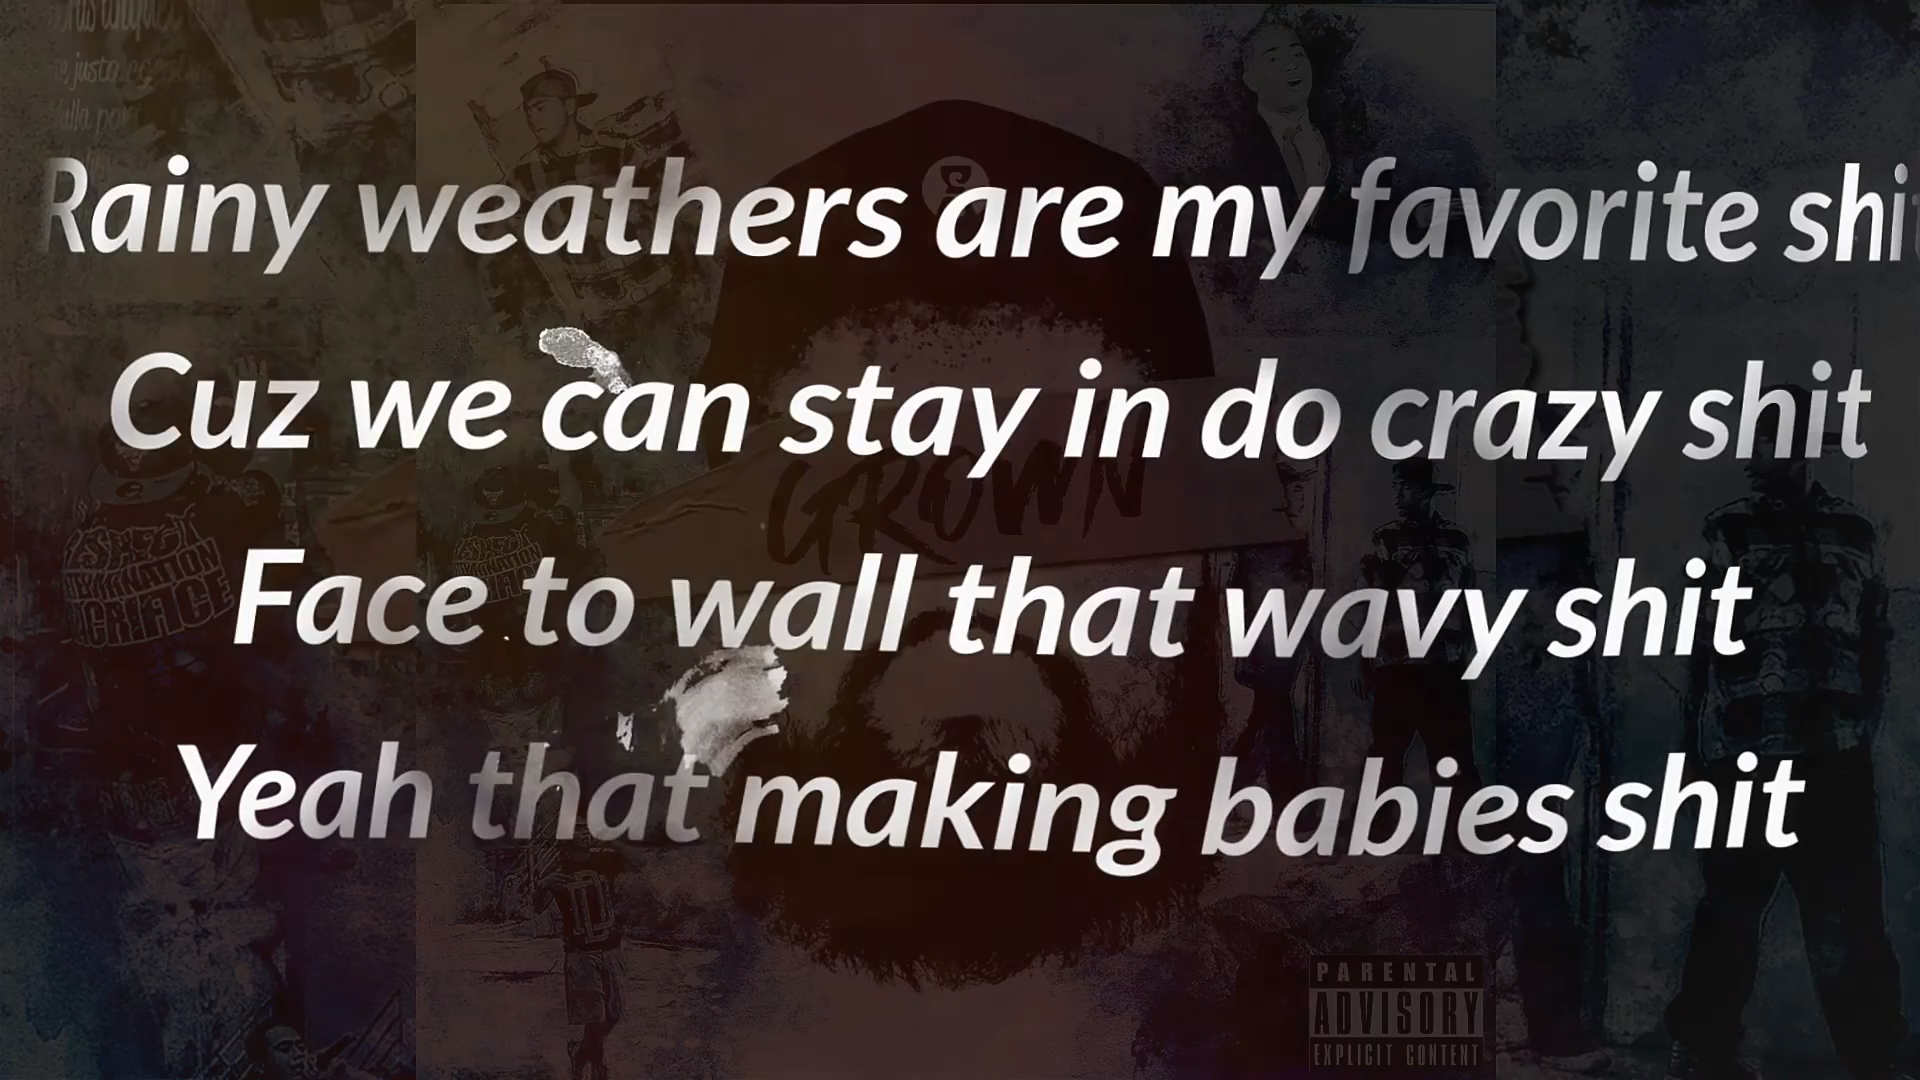 Rainy weathers are my favorite shit
Cuz we can stay in do crazy shit
GROWN
Face to wall that wavy shit
Yeah that making babies shit
PARENTAL
ADVISORY
EXPLICIT CONTENT